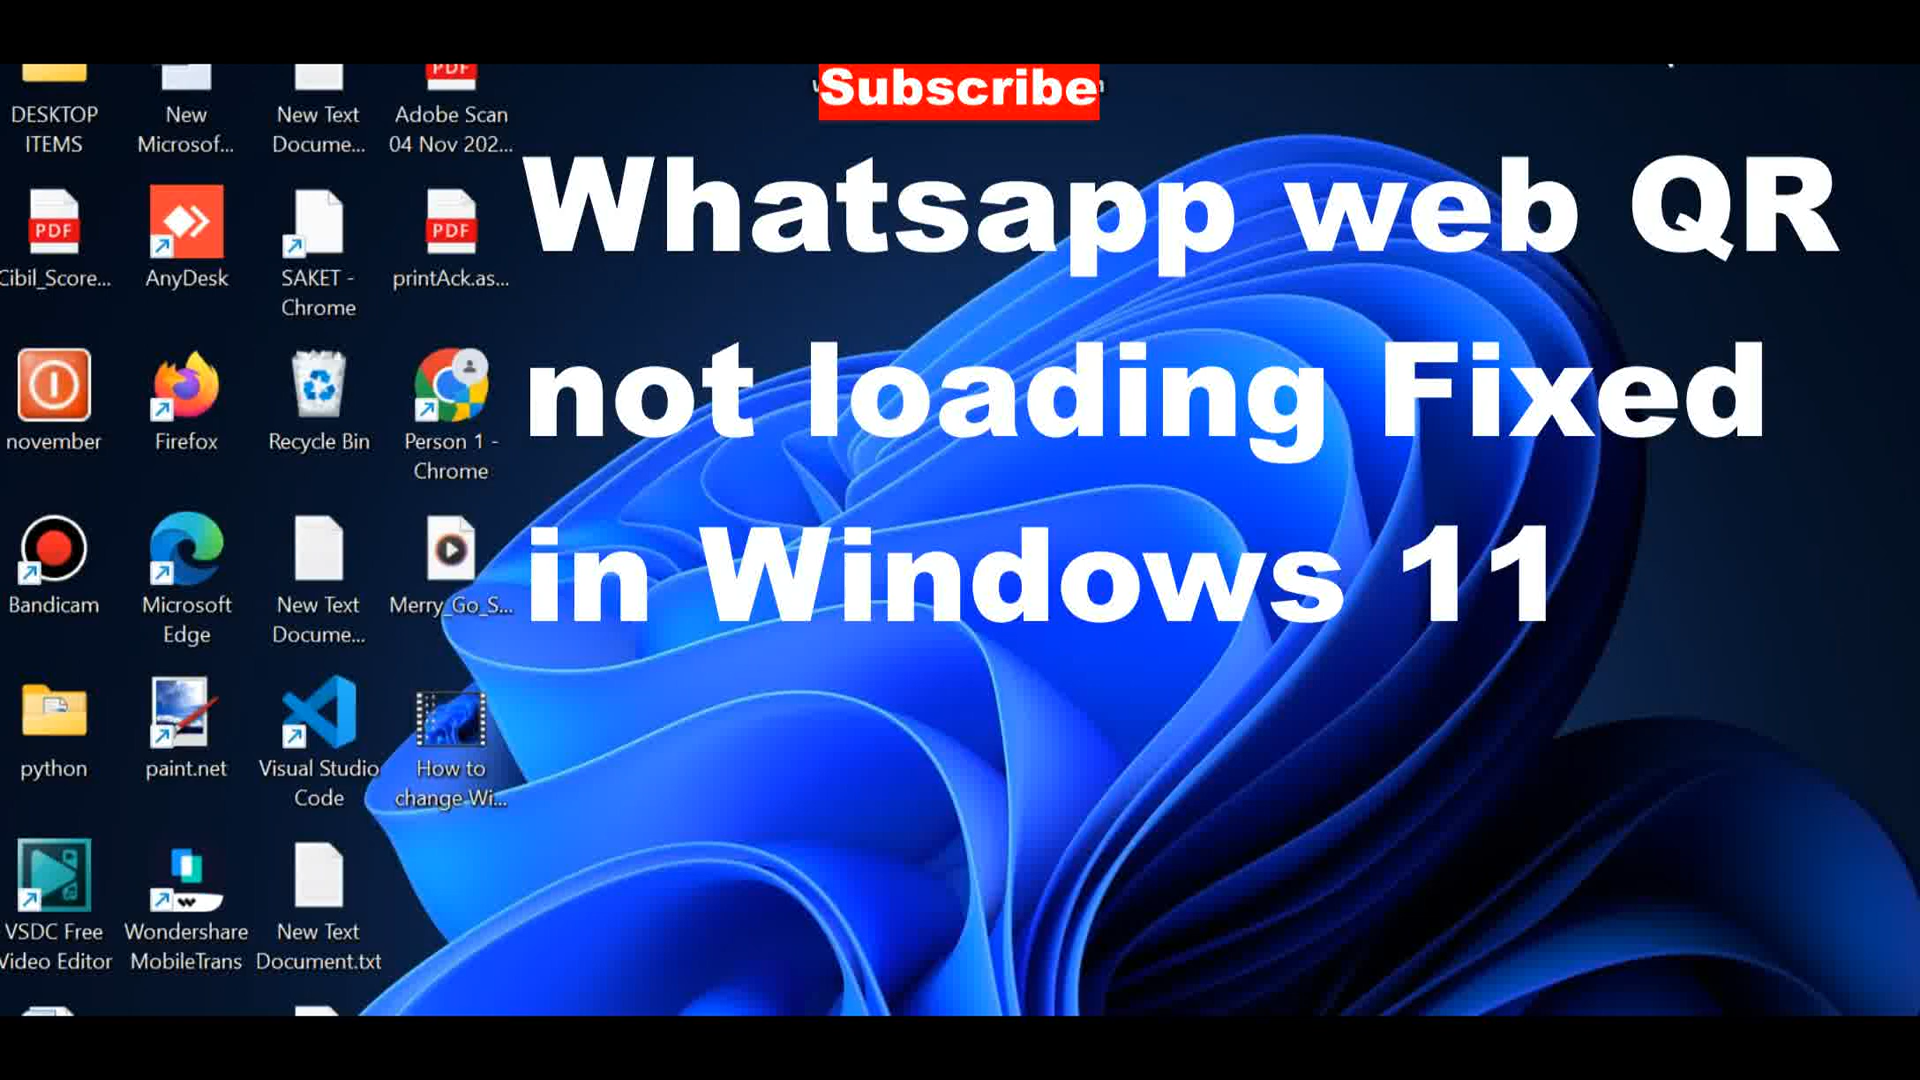 Subscribe
Whatsapp web QR
not loading Fixed
in Windows 11
PDF
DESKTOP
ITEMS
New
Microsof...
New Text
Docume...
Adobe Scan
04 Nov 202...
PDF
PDF
Cibil_Score...
AnyDesk
SAKET -
Chrome
printAck.as...
november
Firefox
Recycle Bin
Person 1 -
Chrome
Bandicam
Microsoft
Edge
New Text
Docume...
Merry_Go_S...
python
paint.net
Visual Studio
Code
How to
change Wi...
VSDC Free
Video Editor
Wondershare
MobileTrans
New Text
Document.txt